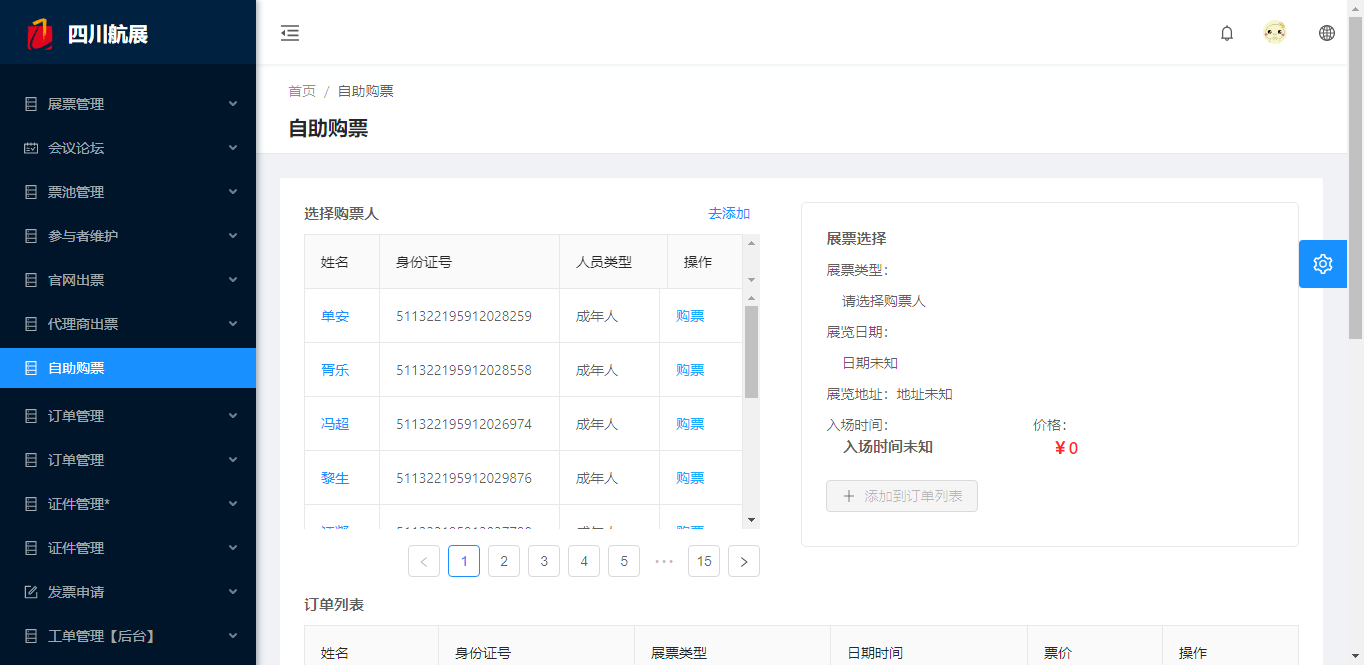 四川航展
展票管理
会议论坛
票池管理
参与者维护
官网出票
代理商出票
自助购票
订单管理
订单管理
证件管理*
证件管理
发票申请
工单管理【后台】
首页 / 自助购票
自助购票
选择购票人 去添加
姓名 身份证号 人员类型 操作
单安 511322195912028259 成年人 购票
胥乐 511322195912028558 成年人 购票
冯超 511322195912026974 成年人 购票
黎生 511322195912029876 成年人 购票
< 1 2 3 4 5 ··· 15 >
展票选择
展票类型:
请选择购票人
展览日期:
日期未知
展览地址: 地址未知
入场时间: 价格:
入场时间未知 ¥ 0
+ 添加到订单列表
订单列表
姓名 身份证号 展票类型 日期时间 票价 操作